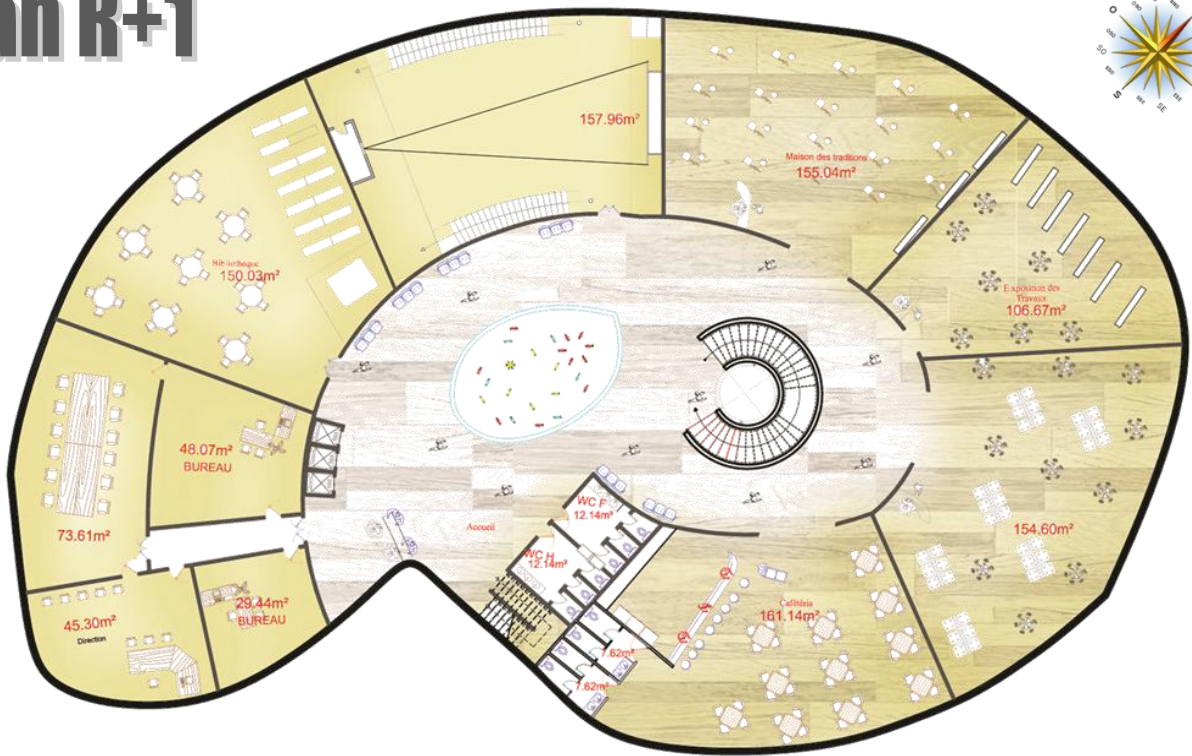 an R+1
O
SO
S
SE
157.96m²
Maison des traditions
155.04m²
Bibliothéque
150.03m²
Exposition des
Travaux
106.67m²
48.07m²
BUREAU
73.61m²
WC F
12.14m²
Accueil
154.60m²
WC H
12.14m²
29.44m²
BUREAU
45.30m²
Direction
Cafétéria
161.14m²
7.62m²
7.62m²